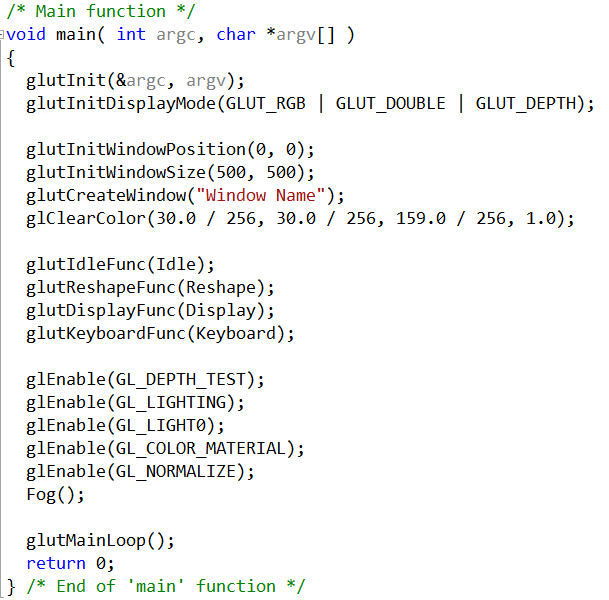 /* Main function */
void main( int argc, char *argv[] )
{
  glutInit(&argc, argv);
  glutInitDisplayMode(GLUT_RGB | GLUT_DOUBLE | GLUT_DEPTH);

  glutInitWindowPosition(0, 0);
  glutInitWindowSize(500, 500);
  glutCreateWindow("Window Name");
  glClearColor(30.0 / 256, 30.0 / 256, 159.0 / 256, 1.0);

  glutIdleFunc(Idle);
  glutReshapeFunc(Reshape);
  glutDisplayFunc(Display);
  glutKeyboardFunc(Keyboard);

  glEnable(GL_DEPTH_TEST);
  glEnable(GL_LIGHTING);
  glEnable(GL_LIGHT0);
  glEnable(GL_COLOR_MATERIAL);
  glEnable(GL_NORMALIZE);
  Fog();

  glutMainLoop();
  return 0;
} /* End of 'main' function */